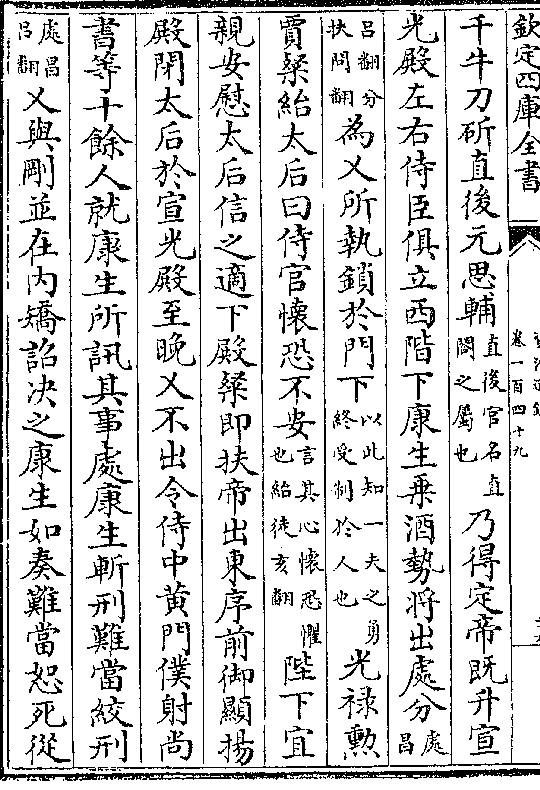 欽定四庫全書
卷一百四十九
千牛刀斫直後元思輔直後官名直閤之屬也乃得定帝既升宣
光殿左右侍臣俱立西階下康生乗酒勢將出處分處昌
呂翻分扶問翻為乂所執鎖於門下以此知一夫之勇終受制於人也光禄勲
賈粲紿太后曰侍官懷恐不安言其心懷恐懼也紿徒亥翻陛下宜
親安慰太后信之適下殿粲即扶帝出東序前御顯揚
殿閉太后於宣光殿至晚乂不出令侍中黄門僕射尚
書等十餘人就康生所訊其事處康生斬刑難當絞刑
處昌呂翻乂與剛並在内矯詔决之康生如奏難當恕死從